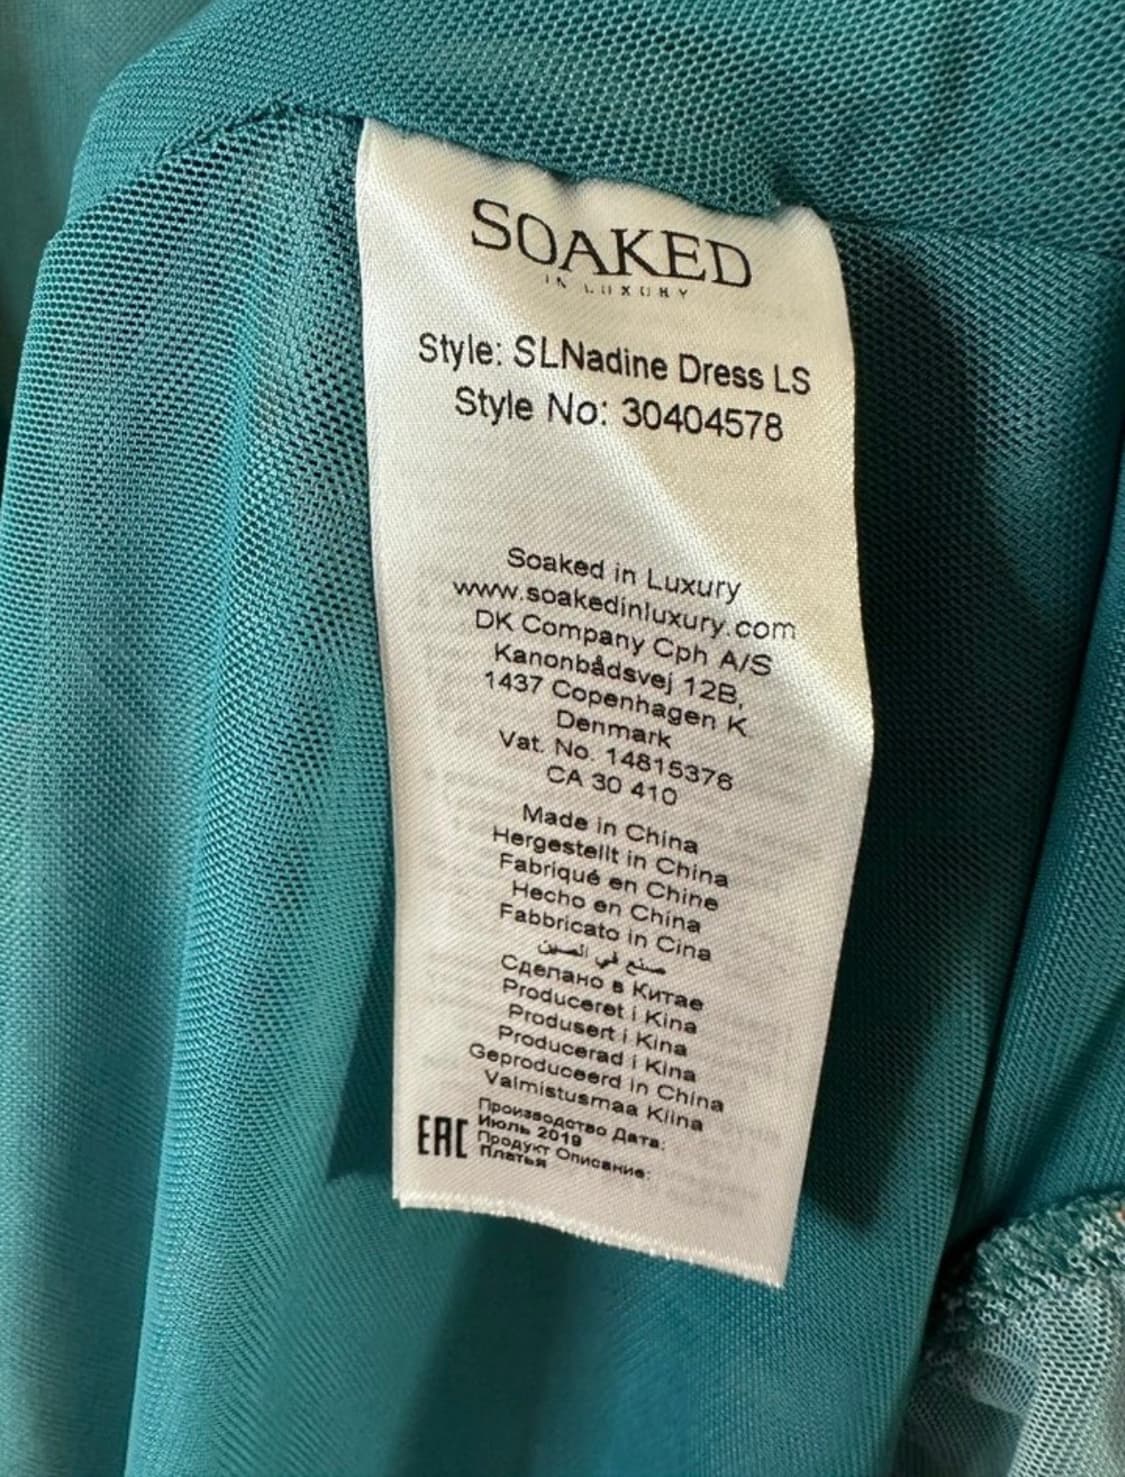 SOAKED
IN LUXURY
Style: SLNadine Dress LS
Style No: 30404578
Soaked in Luxury
www.soakedinluxury.com
DK Company Cph A/S
Kanonbådsvej 12B,
1437 Copenhagen K
Denmark
Vat. No. 14815376
CA 30 410
Made in China
Hergestellt in China
Fabriqué en Chine
Hecho en China
Fabbricato in Cina
صنع في الصين
Сделано в Китае
Produceret i Kina
Produsert i Kina
Producerad i Kina
Geproduceerd in China
Valmistusmaa Kiina
EAC
Производство Дата:
Июль 2019
Продукт Описание:
Платья